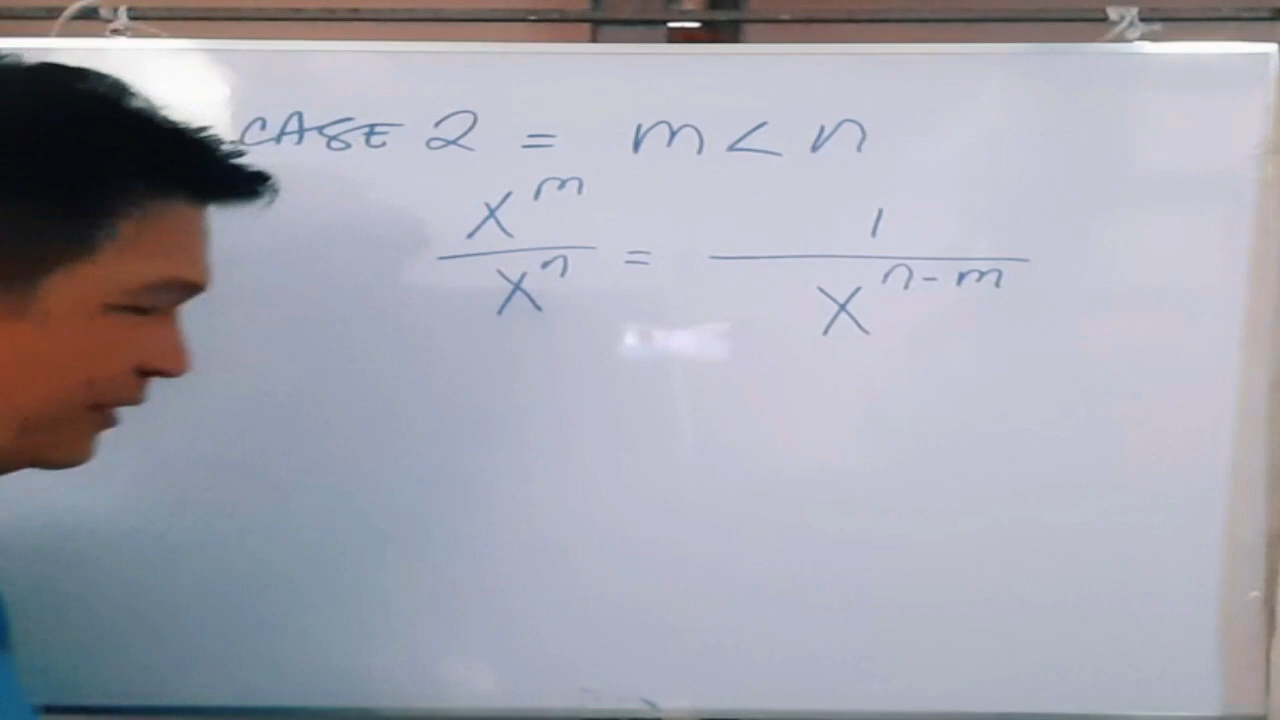 CASE 2 = m < n
x^m / x^n = 1 / x^(n-m)